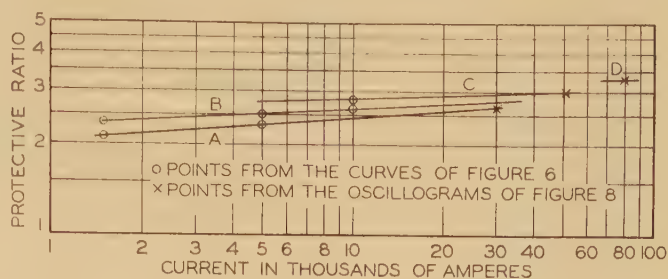 PROTECTIVE RATIO
5
4
3
2
1
B
A
C
D
○ POINTS FROM THE CURVES OF FIGURE 6
× POINTS FROM THE OSCILLOGRAMS OF FIGURE 8
1 2 4 5 6 8 10 20 30 40 60 80 100
CURRENT IN THOUSANDS OF AMPERES